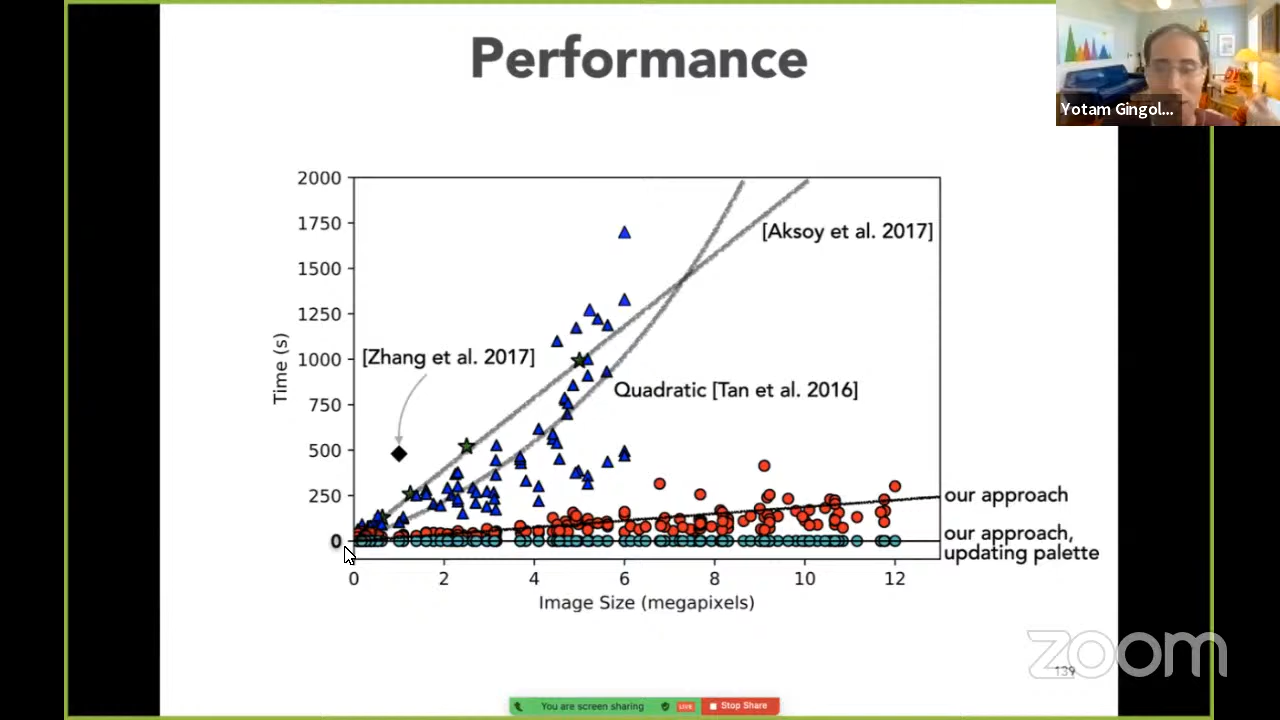 Performance
Yotam Gingol...
2000
1750
1500
1250
1000
750
500
250
0
Time (s)
[Aksoy et al. 2017]
[Zhang et al. 2017]
Quadratic [Tan et al. 2016]
our approach
our approach,
updating palette
0 2 4 6 8 10 12
Image Size (megapixels)
zoom
139
You are screen sharing LIVE Stop Share